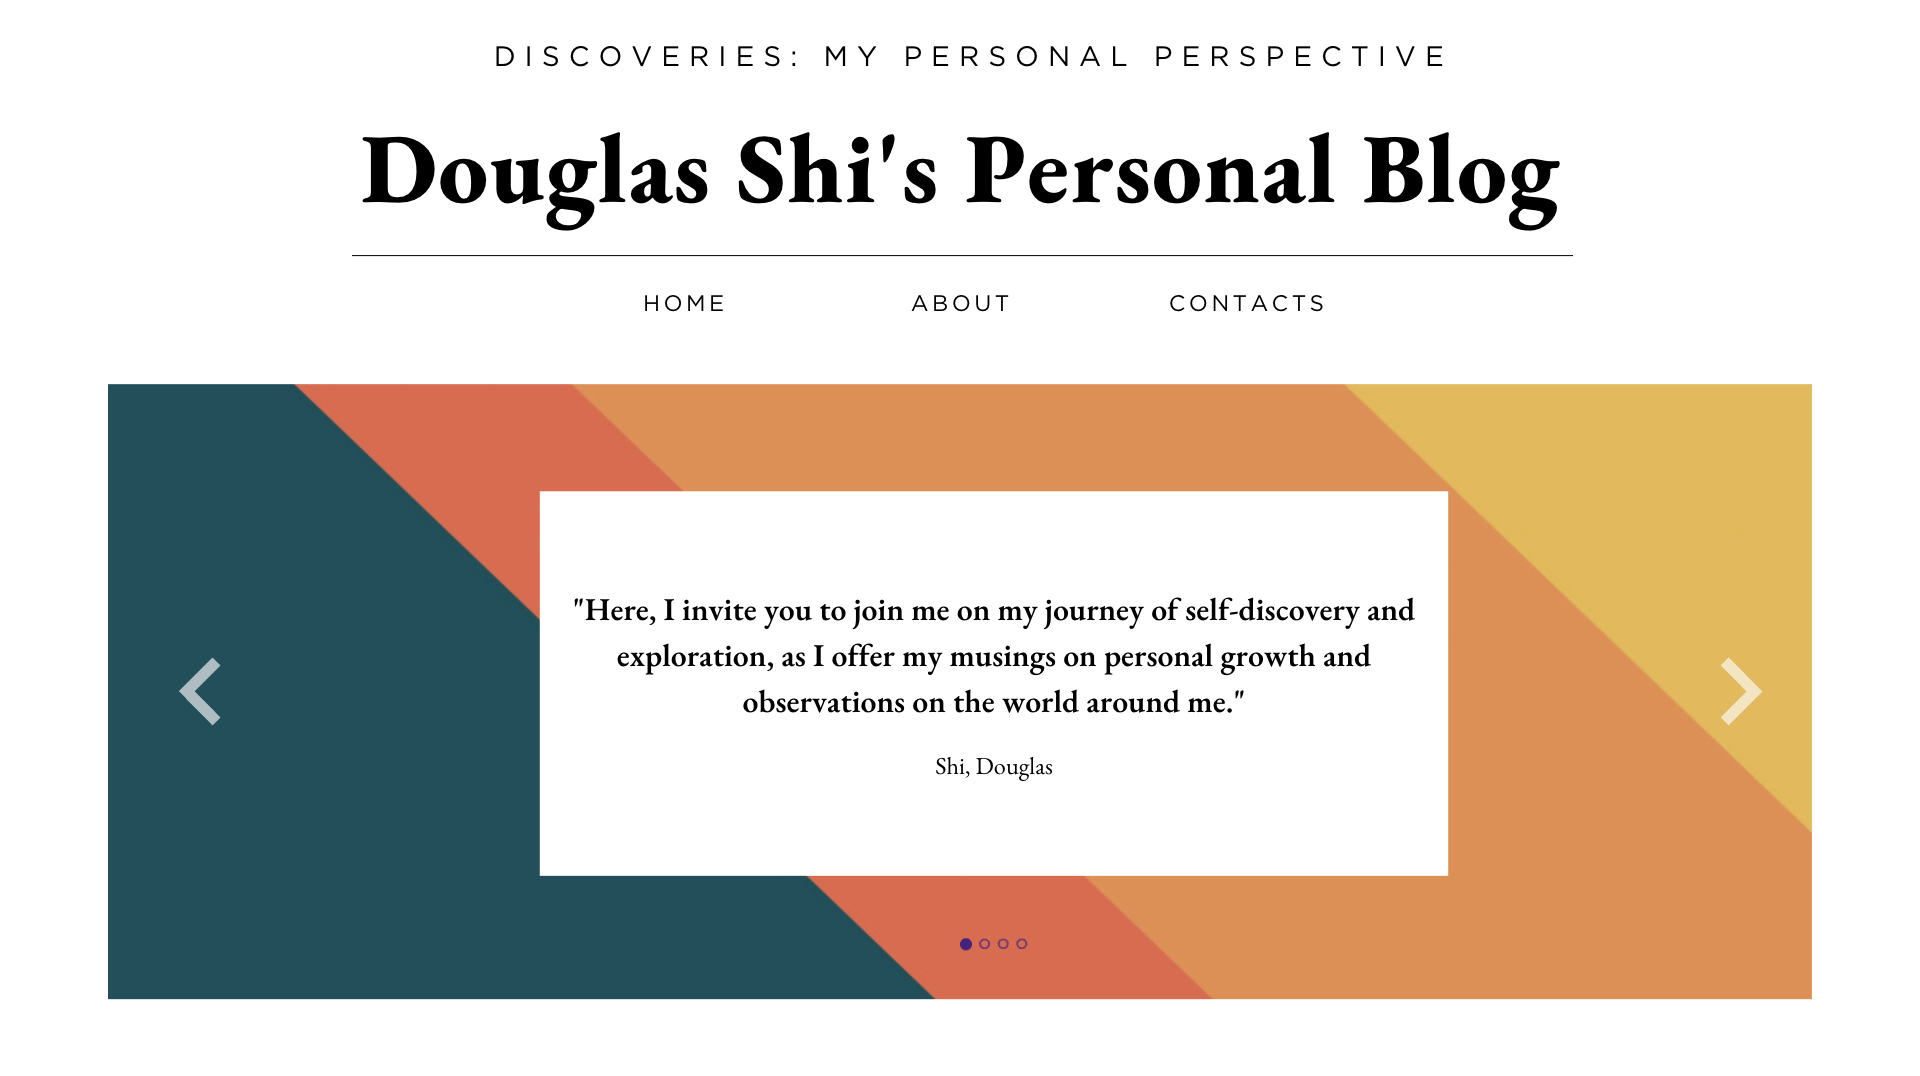 DISCOVERIES: MY PERSONAL PERSPECTIVE
Douglas Shi's Personal Blog
HOME ABOUT CONTACTS
"Here, I invite you to join me on my journey of self-discovery and
exploration, as I offer my musings on personal growth and
observations on the world around me."
Shi, Douglas